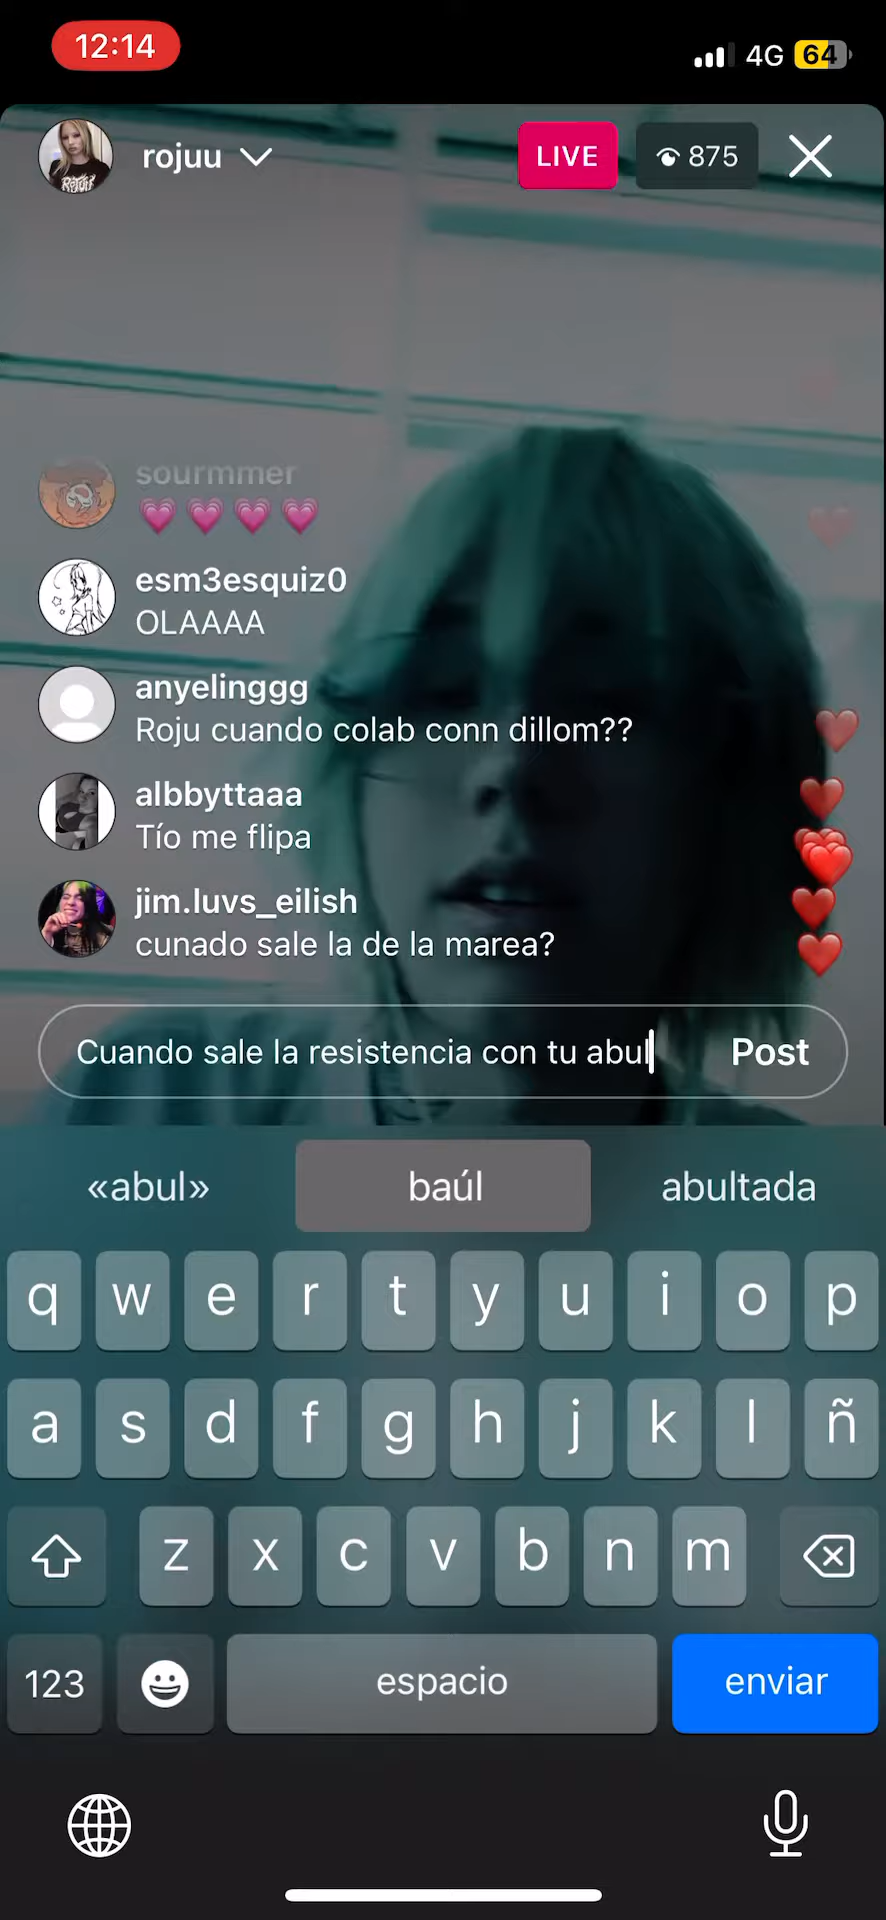 12:14
4G 64
rojuu
LIVE
875
sourmmer
esm3esquiz0
OLAAAA
anyelinggg
Roju cuando colab conn dillom??
albbyttaaa
Tío me flipa
jim.luvs_eilish
cunado sale la de la marea?
Cuando sale la resistencia con tu abul
Post
«abul» baúl abultada
q w e r t y u i o p
a s d f g h j k l ñ
z x c v b n m
123 espacio enviar